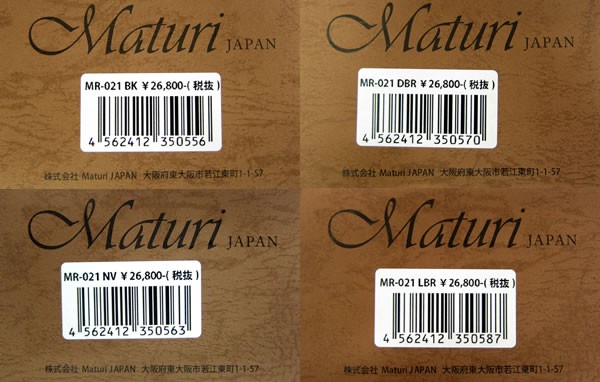 Maturi JAPAN
MR-021 BK ￥26,800-(税抜)
4 562412 350556
株式会社 Maturi JAPAN 大阪府東大阪市若江東町1-1-57
Maturi JAPAN
MR-021 DBR ￥26,800-(税抜)
4 562412 350570
株式会社 Maturi JAPAN 大阪府東大阪市若江東町1-1-57
Maturi JAPAN
MR-021 NV ￥26,800-(税抜)
4 562412 350563
株式会社 Maturi JAPAN 大阪府東大阪市若江東町1-1-57
Maturi JAPAN
MR-021 LBR ￥26,800-(税抜)
4 562412 350587
株式会社 Maturi JAPAN 大阪府東大阪市若江東町1-1-57